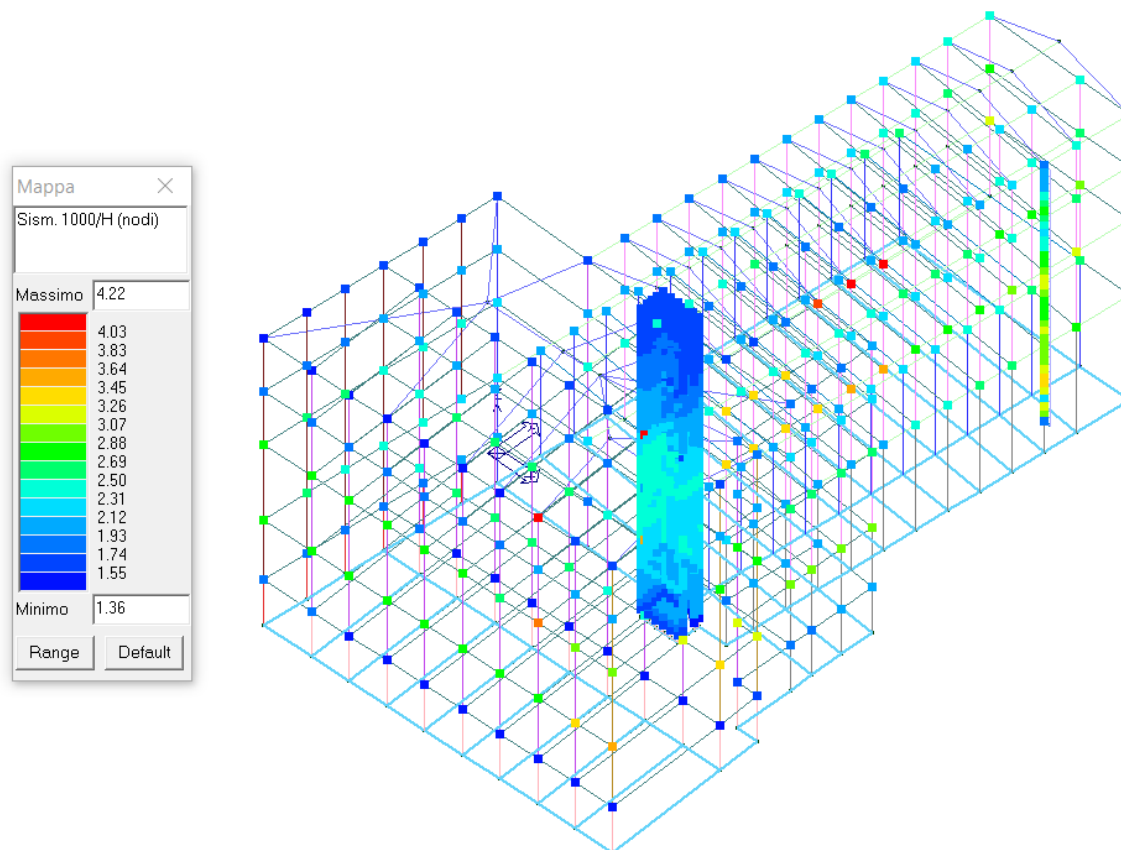 Mappa
Sism. 1000/H (nodi)
Massimo 4.22
4.03
3.83
3.64
3.45
3.26
3.07
2.88
2.69
2.50
2.31
2.12
1.93
1.74
1.55
Minimo 1.36
Range Default